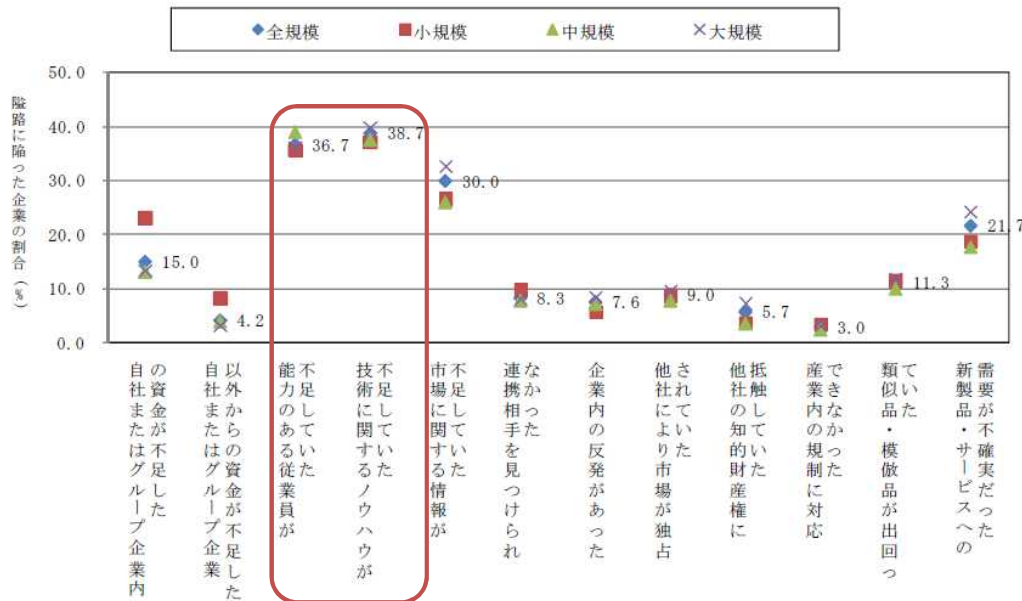 全規模 小規模 中規模 大規模
隘路に陥った企業の割合（%）
50.0
40.0
30.0
20.0
10.0
0.0
15.0
4.2
36.7
38.7
30.0
8.3
7.6
9.0
5.7
3.0
11.3
21.7
自社またはグループ企業内
の資金が不足した
自社またはグループ企業
以外からの資金が不足した
能力のある従業員が
不足していた
技術に関するノウハウが
不足していた
市場に関する情報が
不足していた
連携相手を見つけられ
なかった
企業内の反発があった
他社により市場が独占
されていた
他社の知的財産権に
抵触していた
産業内の規制に対応
できなかった
類似品・模倣品が出回っ
ていた
新製品・サービスへの
需要が不確実だった